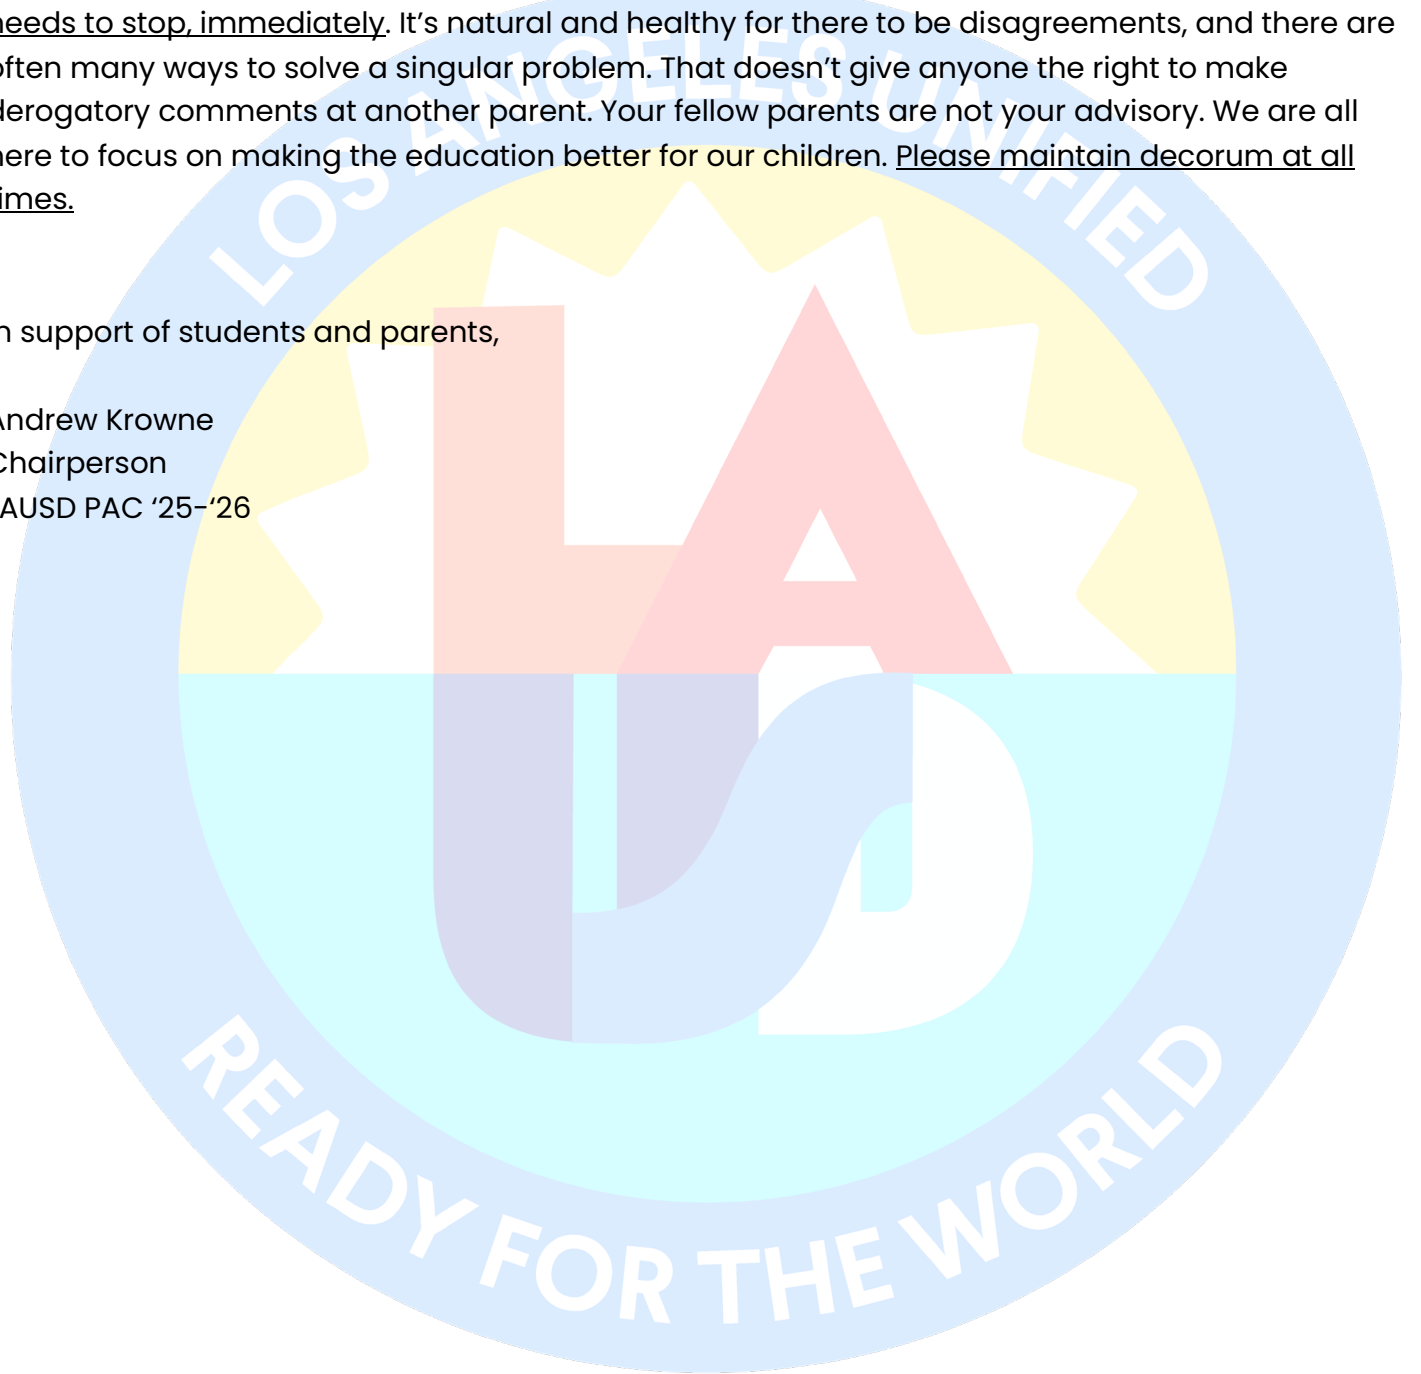 needs to stop, immediately. It’s natural and healthy for there to be disagreements, and there are
often many ways to solve a singular problem. That doesn’t give anyone the right to make
derogatory comments at another parent. Your fellow parents are not your advisory. We are all
here to focus on making the education better for our children. Please maintain decorum at all
times.
In support of students and parents,
Andrew Krowne
Chairperson
LAUSD PAC ‘25-‘26
LOS ANGELES UNIFIED
LAUSD
READY FOR THE WORLD